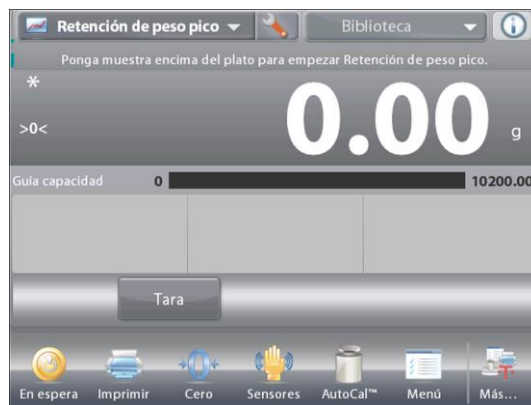 Retención de peso pico
Biblioteca
Ponga muestra encima del plato para empezar Retención de peso pico.
*
>0<
0.00 g
Guía capacidad 0 10200.00
Tara
En espera Imprimir Cero Sensores AutoCal™ Menú Más...